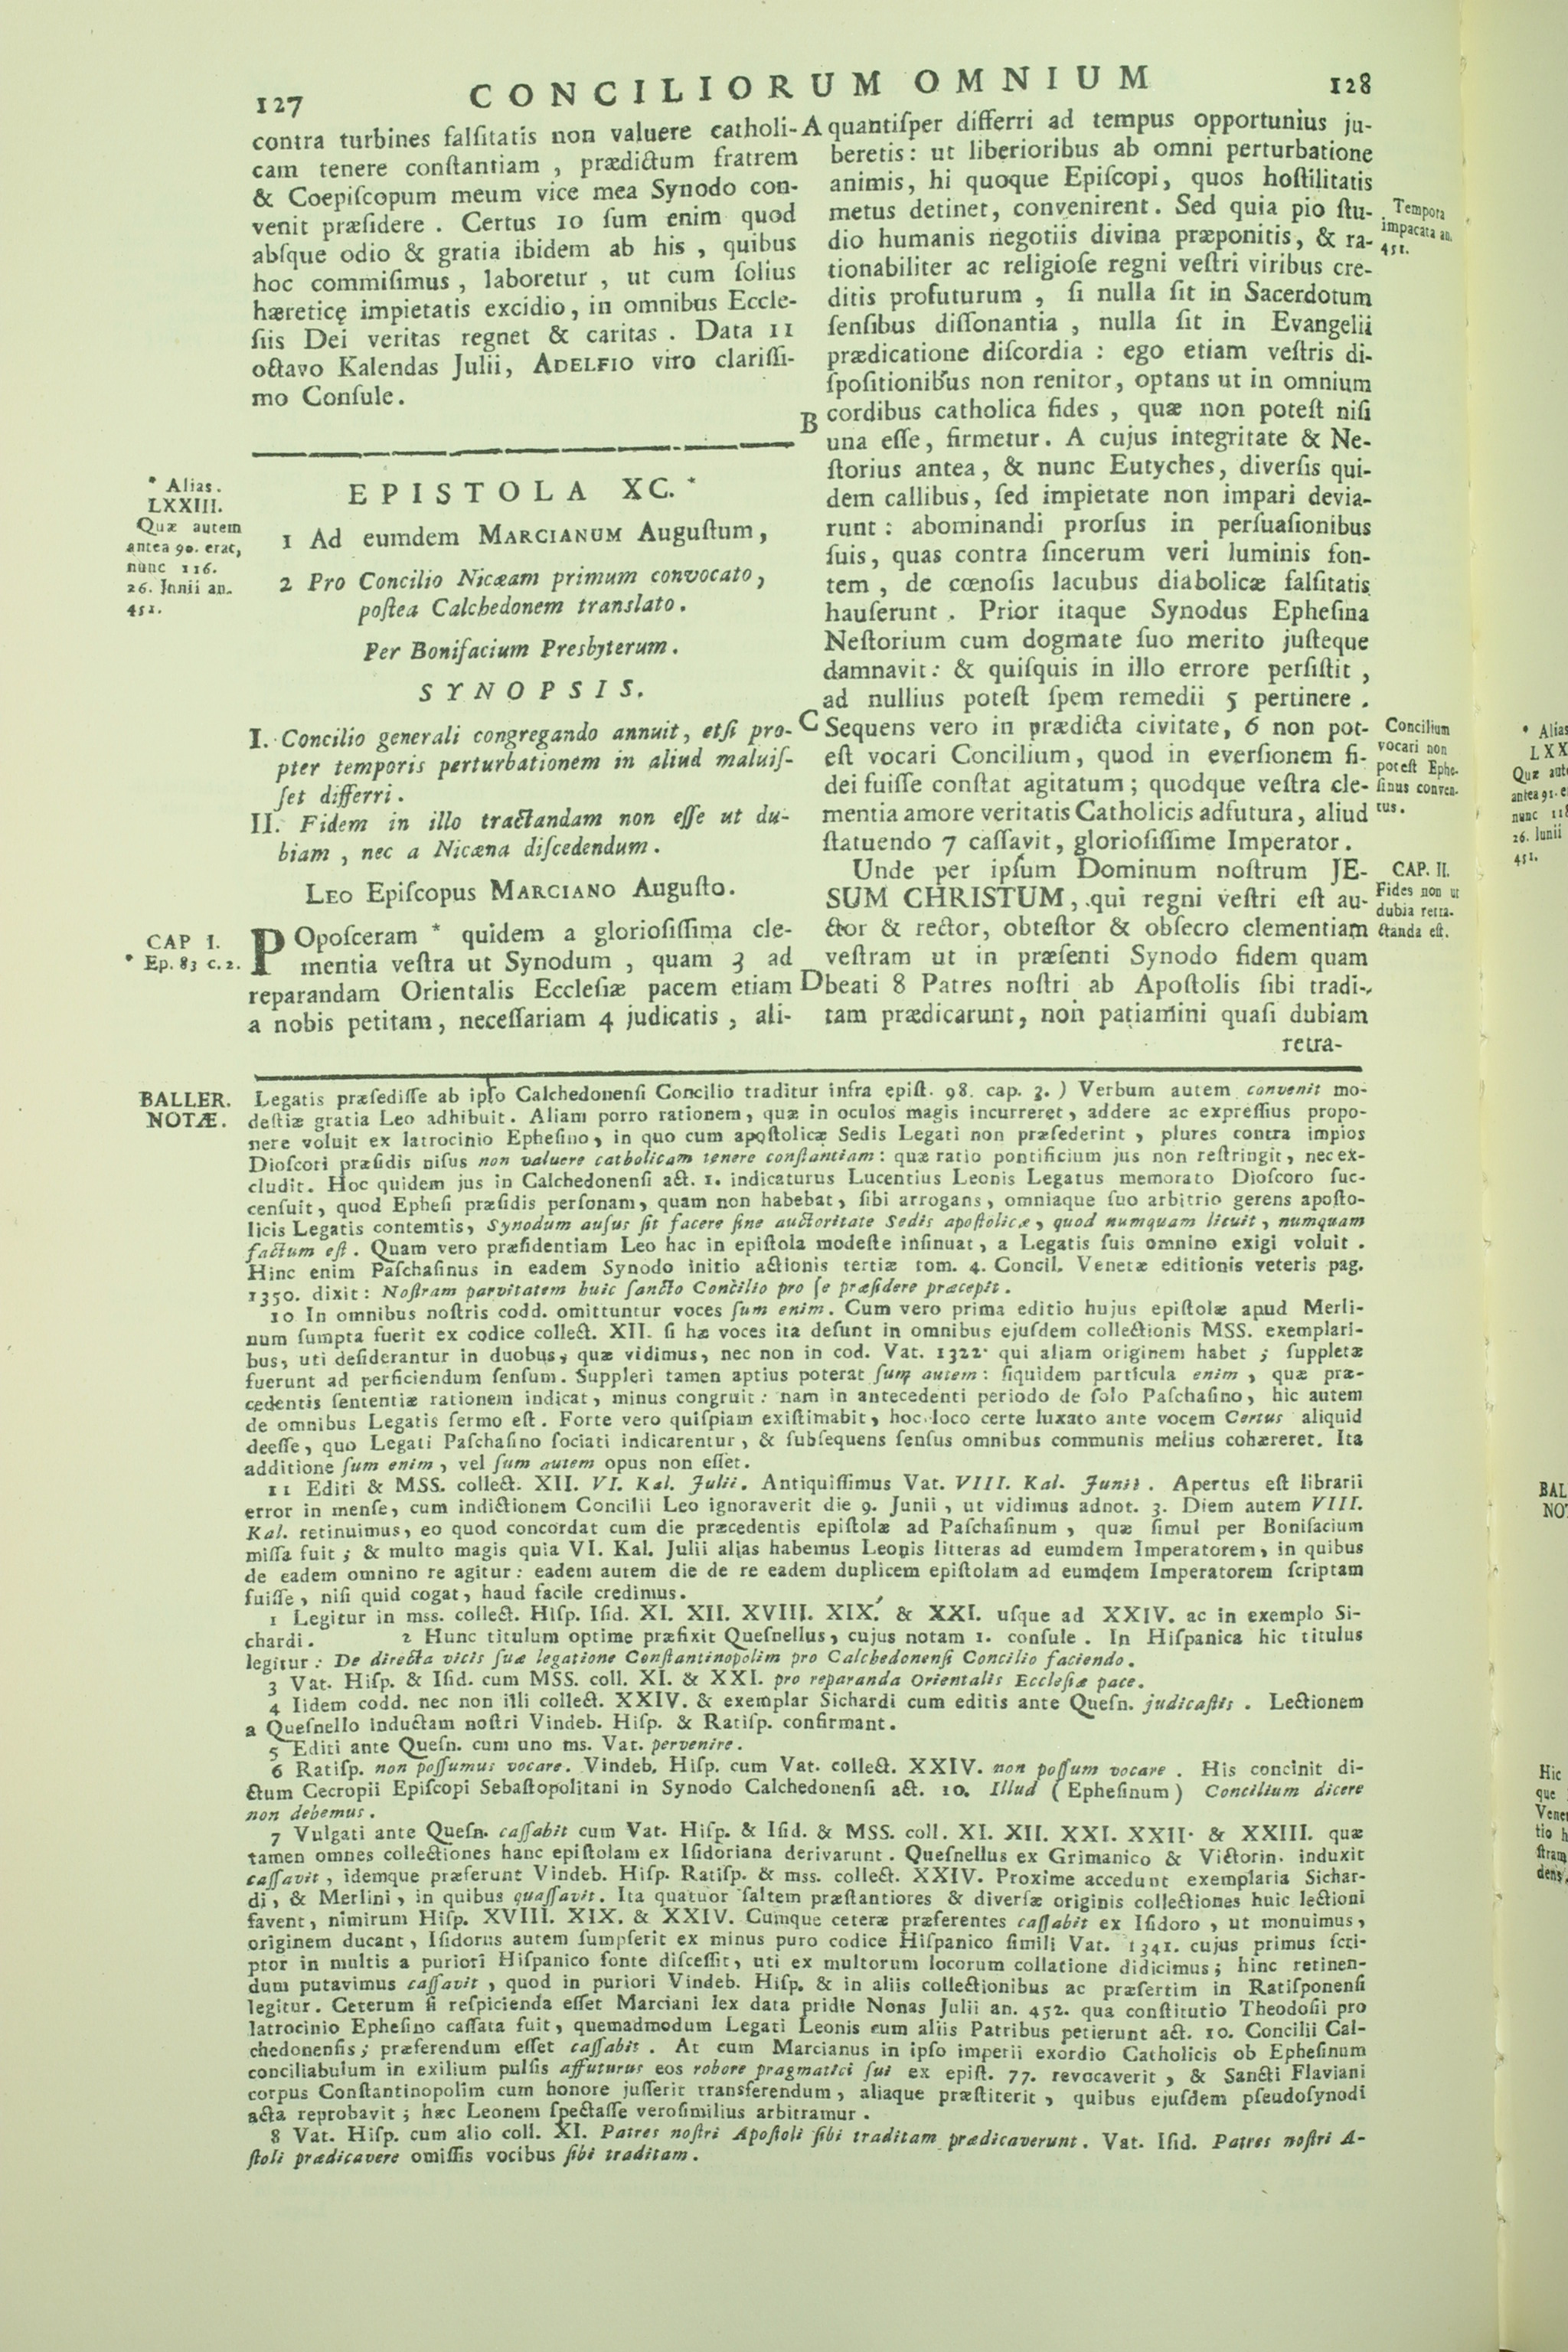 127
CONCILIORUM OMNIUM
128
contra turbines falſitatis non valuere catholi-
cam tenere conſtantiam , prædictum fratrem
& Coepiſcopum meum vice mea Synodo con-
venit præſidere . Certus 10 ſum enim quod
abſque odio & gratia ibidem ab his , quibus
hoc commiſimus , laboretur , ut cum ſolius
hæreticę impietatis excidio, in omnibus Eccle-
ſiis Dei veritas regnet & caritas . Data 11
octavo Kalendas Julii, ADELFIO viro clariſſi-
mo Conſule.
* Alias.
LXXIII.
Quæ autem
antea 90. erat,
nunc 116.
26. Junii an.
451.
EPISTOLA XC. *
1 Ad eumdem MARCIANUM Auguſtum,
2 Pro Concilio Nicæam primum convocato,
poſtea Calchedonem translato.
Per Bonifacium Presbyterum.
SYNOPSIS.
I. Concilio generali congregando annuit, etſi pro-
pter temporis perturbationem in aliud maluiſ-
ſet differri.
II. Fidem in illo tractandam non eſſe ut du-
biam , nec a Nicæna diſcedendum.
LEO Epiſcopus MARCIANO Auguſto.
CAP I.
* Ep. 83 c. 2.
POpoſceram * quidem a glorioſiſſima cle-
mentia veſtra ut Synodum , quam 3 ad
reparandam Orientalis Eccleſiæ pacem etiam
a nobis petitam, neceſſariam 4 judicatis , ali-
A quantiſper differri ad tempus opportunius ju-
beretis: ut liberioribus ab omni perturbatione
animis, hi quoque Epiſcopi, quos hoſtilitatis
metus detinet, convenirent. Sed quia pio ſtu-
dio humanis negotiis divina præponitis, & ra-
tionabiliter ac religioſe regni veſtri viribus cre-
ditis profuturum , ſi nulla ſit in Sacerdotum
ſenſibus diſſonantia , nulla ſit in Evangelii
prædicatione diſcordia : ego etiam veſtris di-
ſpoſitionibus non renitor, optans ut in omnium
B cordibus catholica fides , quæ non poteſt niſi
una eſſe, firmetur. A cujus integritate & Ne-
ſtorius antea, & nunc Eutyches, diverſis qui-
dem callibus, ſed impietate non impari devia-
runt : abominandi prorſus in perſuaſionibus
ſuis, quas contra ſincerum veri luminis fon-
tem , de cœnoſis lacubus diabolicæ falſitatis
hauſerunt . Prior itaque Synodus Epheſina
Neſtorium cum dogmate ſuo merito juſteque
damnavit: & quiſquis in illo errore perſiſtit ,
ad nullius poteſt ſpem remedii 5 pertinere .
C Sequens vero in prædicta civitate, 6 non pot-
eſt vocari Concilium, quod in everſionem fi-
dei fuiſſe conſtat agitatum; quodque veſtra cle-
mentia amore veritatis Catholicis adfutura, aliud
ſtatuendo 7 caſſavit, glorioſiſſime Imperator.
Unde per ipſum Dominum noſtrum JE-
SUM CHRISTUM, qui regni veſtri eſt au-
ctor & rector, obteſtor & obſecro clementiam
veſtram ut in præſenti Synodo fidem quam
D beati 8 Patres noſtri ab Apoſtolis ſibi tradi-
tam prædicarunt, non patiamini quaſi dubiam
retra-
Tempora
impacata an.
451.
Concilium
vocari non
poteſt Ephe-
ſinus conven-
tus.
CAP. II.
Fides non ut
dubia retra-
ctanda eſt.
BALLER.
NOTÆ.
Legatis præſediſſe ab ipſo Calchedonenſi Concilio traditur infra epiſt. 98. cap. 3. ) Verbum autem convenit mo-
deſtiæ gratia Leo adhibuit. Aliam porro rationem, quæ in oculos magis incurreret, addere ac expreſſius propo-
nere voluit ex latrocinio Epheſino, in quo cum apoſtolicæ Sedis Legati non præſederint , plures contra impios
Dioſcori præſidis niſus non valuere catholicam tenere conſtantiam: quæ ratio pontificium jus non reſtringit, nec ex-
cludit. Hoc quidem jus in Calchedonenſi act. 1. indicaturus Lucentius Leonis Legatus memorato Dioſcoro ſuc-
cenſuit, quod Epheſi præſidis perſonam, quam non habebat, ſibi arrogans, omniaque ſuo arbitrio gerens apoſto-
licis Legatis contemtis, Synodum auſus ſit facere ſine auctoritate Sedis apoſtolicæ, quod numquam licuit, numquam
factum eſt. Quam vero præſidentiam Leo hac in epiſtola modeſte inſinuat, a Legatis ſuis omnino exigi voluit .
Hinc enim Paſchaſinus in eadem Synodo initio actionis tertiæ tom. 4. Concil. Venetæ editionis veteris pag.
1350. dixit: Noſtram parvitatem huic ſancto Concilio pro ſe præſidere præcepit.
10 In omnibus noſtris codd. omittuntur voces ſum enim. Cum vero prima editio hujus epiſtolæ apud Merli-
num ſumpta fuerit ex codice collect. XII. ſi hæ voces ita deſunt in omnibus ejuſdem collectionis MSS. exemplari-
bus, uti deſiderantur in duobus, quæ vidimus, nec non in cod. Vat. 1322. qui aliam originem habet ; ſuppletæ
fuerunt ad perficiendum ſenſum. Suppleri tamen aptius poterat ſum autem: ſiquidem particula enim , quæ præ-
cedentis ſententiæ rationem indicat, minus congruit: nam in antecedenti periodo de ſolo Paſchaſino, hic autem
de omnibus Legatis ſermo eſt. Forte vero quiſpiam exiſtimabit, hoc loco certe luxato ante vocem Certus aliquid
deeſſe, quo Legati Paſchaſino ſociati indicarentur, & ſubſequens ſenſus omnibus communis melius cohæreret. Ita
additione ſum enim, vel ſum autem opus non eſſet.
11 Editi & MSS. collect. XII. VI. Kal. Julii. Antiquiſſimus Vat. VIII. Kal. Junii . Apertus eſt librarii
error in menſe, cum indictionem Concilii Leo ignoraverit die 9. Junii, ut vidimus adnot. 3. Diem autem VIII.
Kal. retinuimus, eo quod concordat cum die præcedentis epiſtolæ ad Paſchaſinum , quæ ſimul per Bonifacium
miſſa fuit ; & multo magis quia VI. Kal. Julii alias habemus Leonis litteras ad eumdem Imperatorem, in quibus
de eadem omnino re agitur: eadem autem die de re eadem duplicem epiſtolam ad eumdem Imperatorem ſcriptam
fuiſſe, niſi quid cogat, haud facile credimus.
1 Legitur in mss. collect. Hiſp. Iſid. XI. XII. XVIII. XIX. & XXI. uſque ad XXIV. ac in exemplo Si-
chardi. 2 Hunc titulum optime præfixit Queſnellus, cujus notam 1. conſule. In Hiſpanica hic titulus
legitur: De directa vicis ſuæ legatione Conſtantinopolim pro Calchedonenſi Concilio faciendo.
3 Vat. Hiſp. & Iſid. cum MSS. coll. XI. & XXI. pro reparanda Orientalis Eccleſiæ pace.
4 Iidem codd. nec non illi collect. XXIV. & exemplar Sichardi cum editis ante Queſn. judicaſtis . Lectionem
a Queſnello inductam noſtri Vindeb. Hiſp. & Ratiſp. confirmant.
5 Editi ante Queſn. cum uno ms. Vat. pervenire.
6 Ratiſp. non poſſumus vocare. Vindeb. Hiſp. cum Vat. collect. XXIV. non poſſum vocare . His concinit di-
ctum Cecropii Epiſcopi Sebaſtopolitani in Synodo Calchedonenſi act. 10. Illud ( Epheſinum ) Concilium dicere
non debemus.
7 Vulgati ante Queſn. caſſabit cum Vat. Hiſp. & Iſid. & MSS. coll. XI. XII. XXI. XXII. & XXIII. quæ
tamen omnes collectiones hanc epiſtolam ex Iſidoriana derivarunt. Queſnellus ex Grimanico & Victorin. induxit
caſſavit, idemque præferunt Vindeb. Hiſp. Ratiſp. & mss. collect. XXIV. Proxime accedunt exemplaria Sichar-
di, & Merlini, in quibus quaſſavit. Ita quatuor ſaltem præſtantiores & diverſæ originis collectiones huic lectioni
favent, nimirum Hiſp. XVIII. XIX. & XXIV. Cumque ceteræ præferentes caſſabit ex Iſidoro , ut monuimus,
originem ducant, Iſidorus autem ſumpſerit ex minus puro codice Hiſpanico ſimili Vat. 1341. cujus primus ſcri-
ptor in multis a puriori Hiſpanico fonte diſceſſit, uti ex multorum locorum collatione didicimus; hinc retinen-
dum putavimus caſſavit, quod in puriori Vindeb. Hiſp. & in aliis collectionibus ac præſertim in Ratiſponenſi
legitur. Ceterum ſi reſpicienda eſſet Marciani lex data pridie Nonas Julii an. 452. qua conſtitutio Theodoſii pro
latrocinio Epheſino caſſata fuit, quemadmodum Legati Leonis cum aliis Patribus petierunt act. 10. Concilii Cal-
chedonenſis; præferendum eſſet caſſabit . At cum Marcianus in ipſo imperii exordio Catholicis ob Epheſinum
conciliabulum in exilium pulſis affuturus eos robore pragmatici ſui ex epiſt. 77. revocaverit , & Sancti Flaviani
corpus Conſtantinopolim cum honore juſſerit transferendum, aliaque præſtiterit , quibus ejuſdem pſeudoſynodi
acta reprobavit ; hæc Leonem ſpectaſſe veroſimilius arbitramur.
8 Vat. Hiſp. cum alio coll. XI. Patres noſtri Apoſtoli ſibi traditam prædicaverunt. Vat. Iſid. Patres noſtri A-
ſtoli prædicavere omiſſis vocibus ſibi traditam.
* Alias
LXX
Quæ
antea 91.
nunc 118
26. Iunii
451.
BAL
NO
Hic
que
Vene
tio h
ſtram
dens,